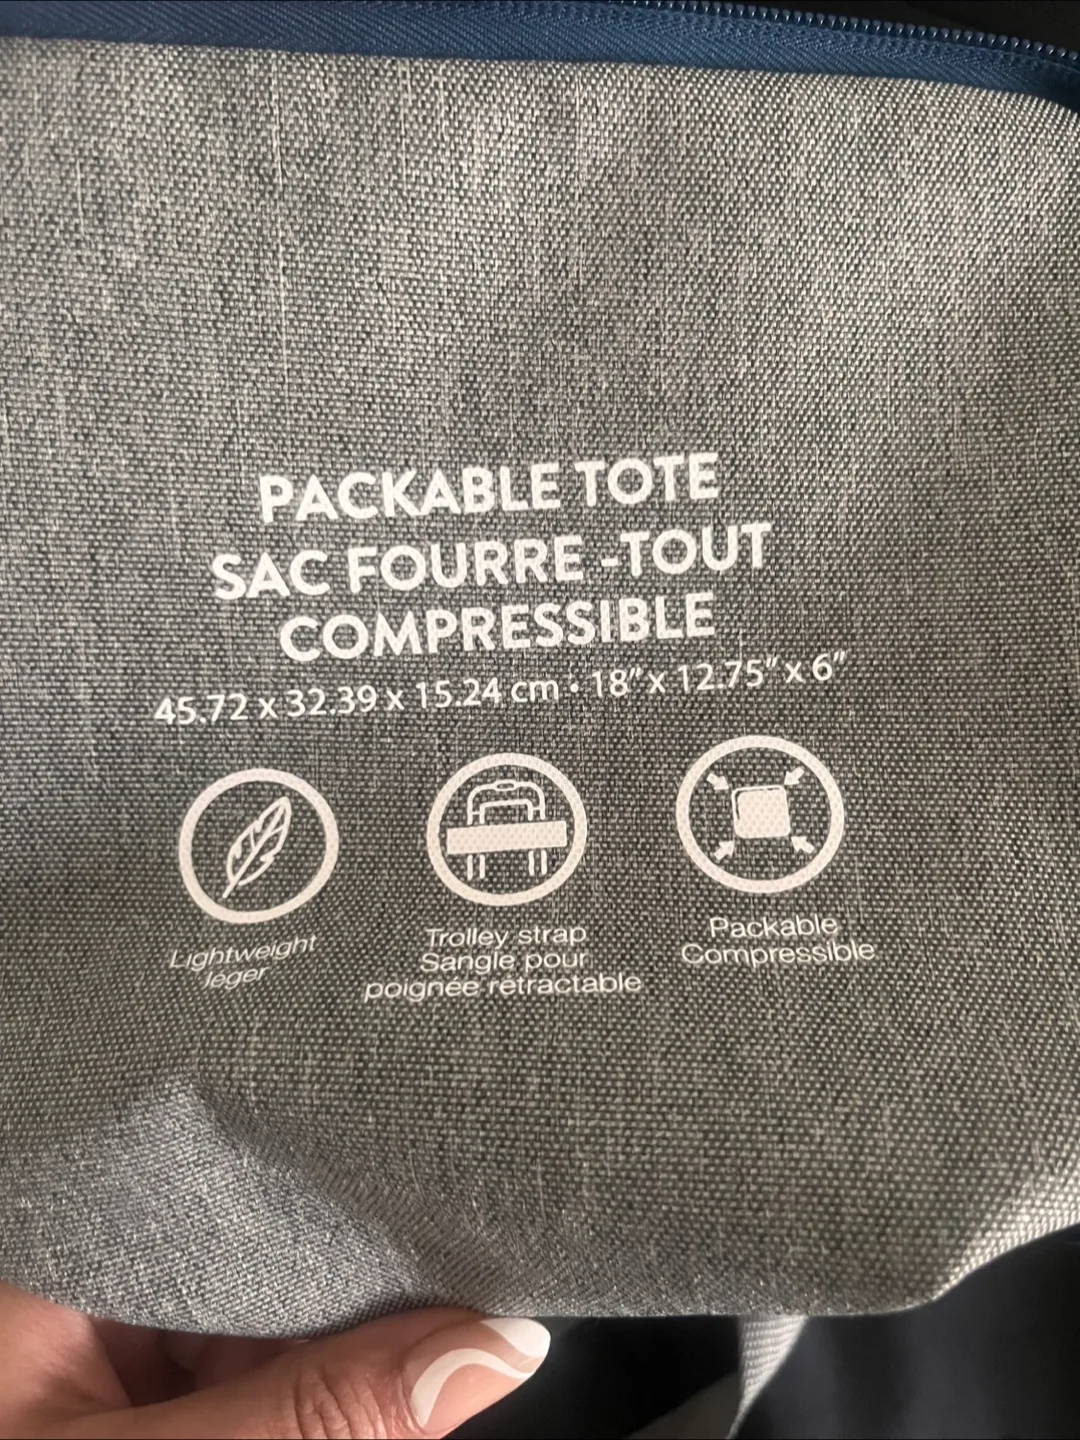 PACKABLE TOTE
SAC FOURRE -TOUT
COMPRESSIBLE
45.72 x 32.39 x 15.24 cm • 18" x 12.75" x 6"
Lightweight
leger
Trolley strap
Sangle pour
poignée rétractable
Packable
Compressible